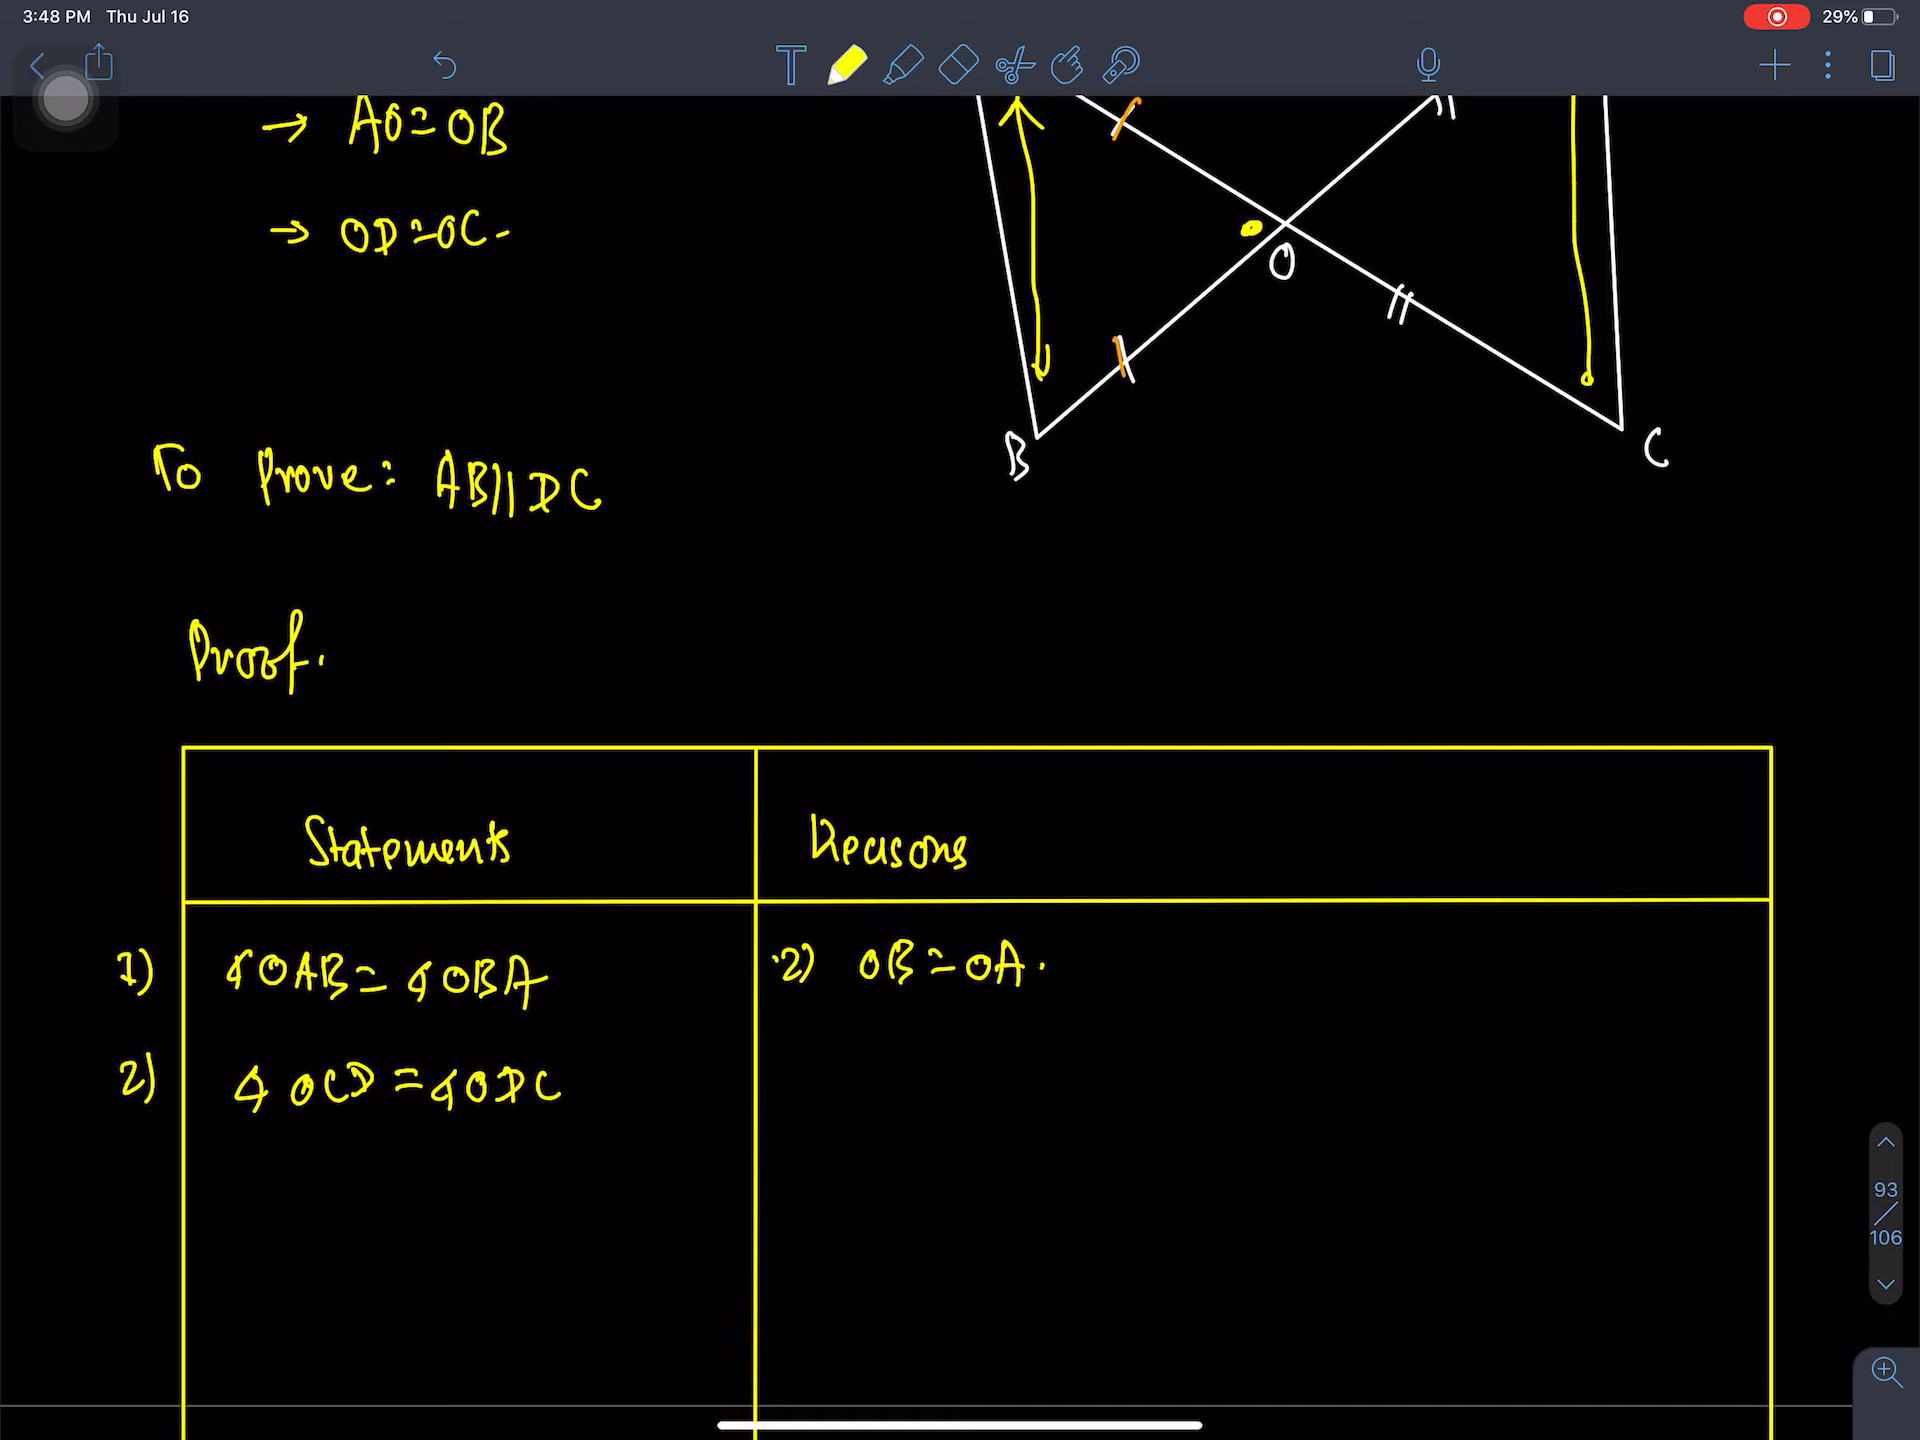 3:48 PM Thu Jul 16
29%
T
→ AO=OB
→ OD=OC-
O
B
C
To Prove: AB||DC
Proof.
Statements Reasons
1) ∢OAB = ∢OBA 2) OB=OA.
2) ∢OCD = ∢ODC
93
106